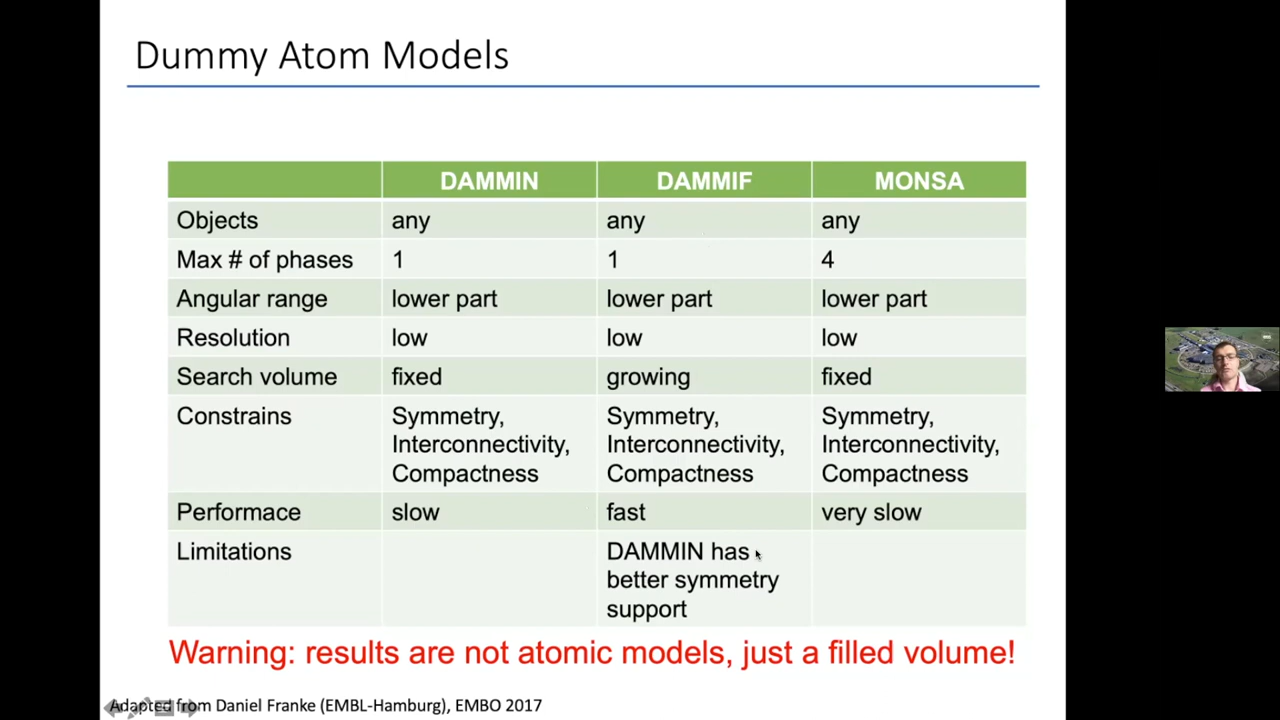 Dummy Atom Models
DAMMIN DAMMIF MONSA
Objects any any any
Max # of phases 1 1 4
Angular range lower part lower part lower part
Resolution low low low
Search volume fixed growing fixed
Constrains Symmetry, Symmetry, Symmetry,
Interconnectivity, Interconnectivity, Interconnectivity,
Compactness Compactness Compactness
Performace slow fast very slow
Limitations DAMMIN has
better symmetry
support
Warning: results are not atomic models, just a filled volume!
Adapted from Daniel Franke (EMBL-Hamburg), EMBO 2017